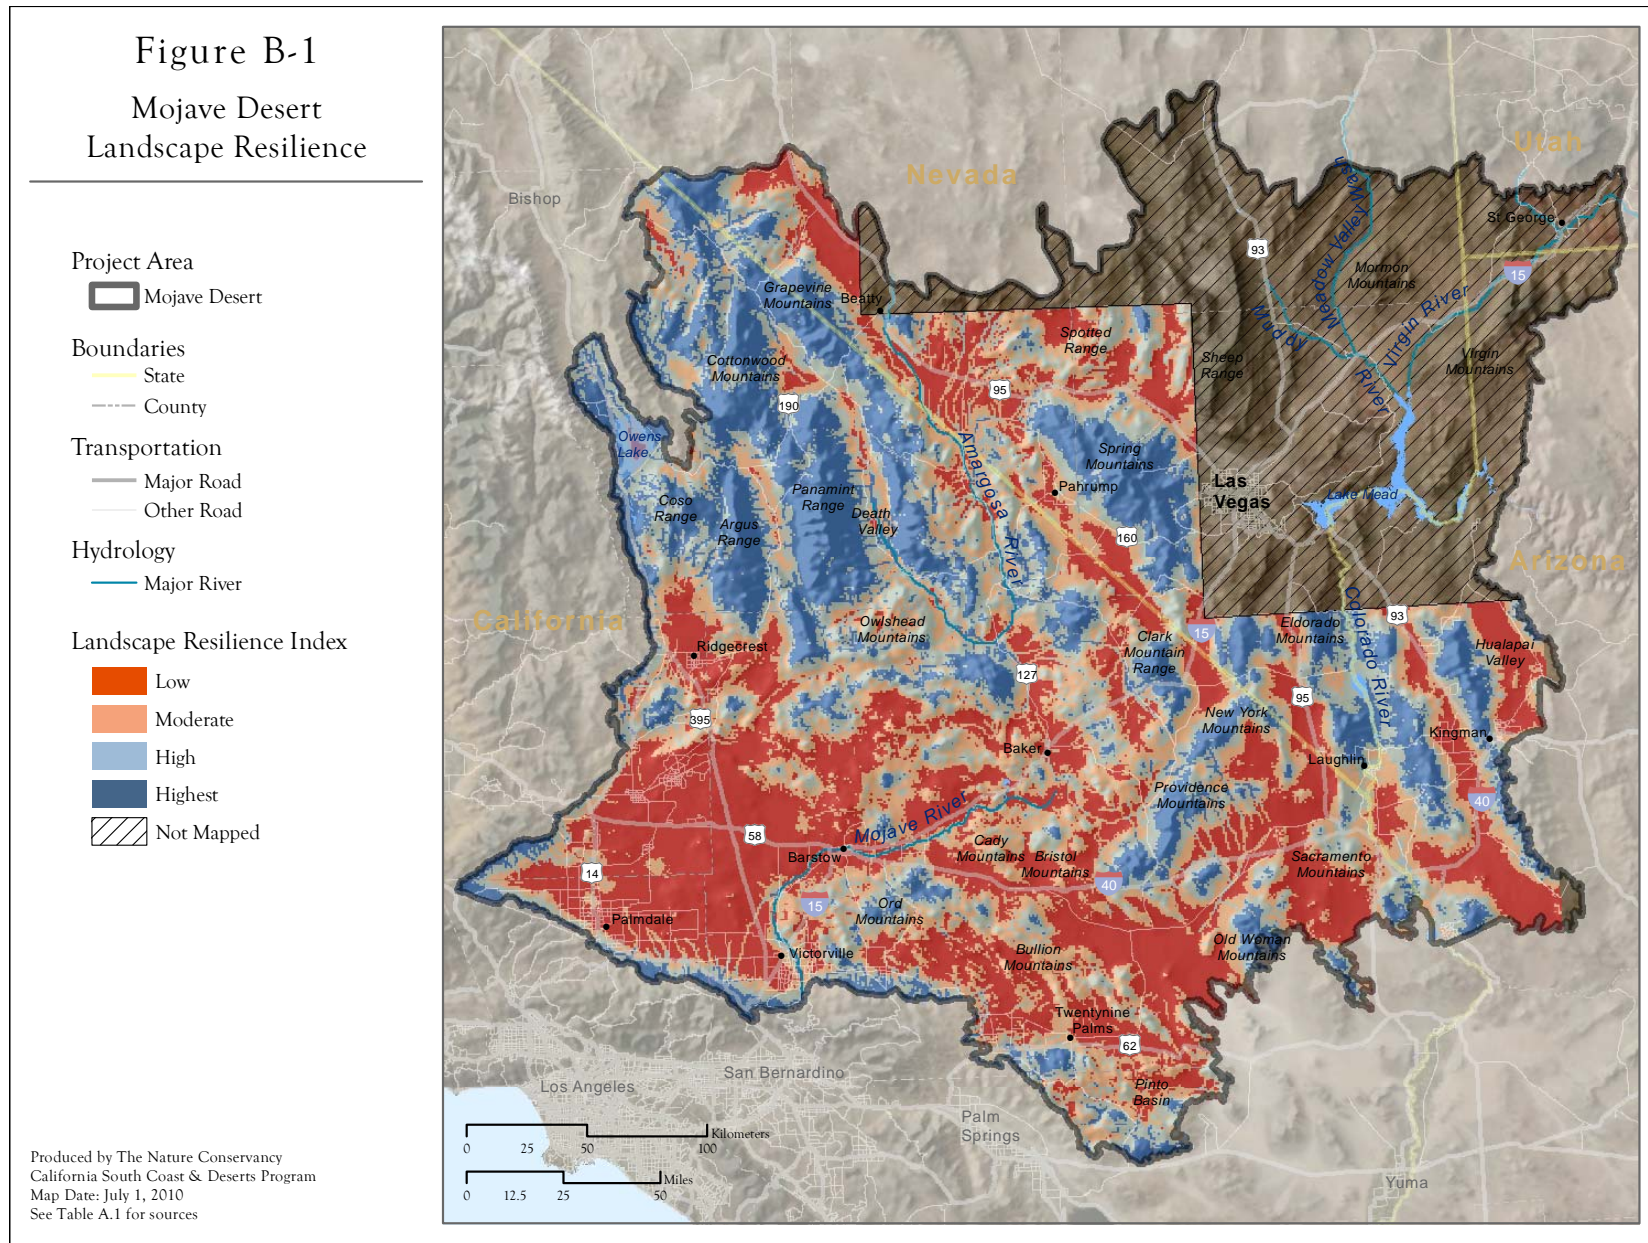 Figure B-1
Mojave Desert
Landscape Resilience
Project Area
Mojave Desert
Boundaries
State
County
Transportation
Major Road
Other Road
Hydrology
Major River
Landscape Resilience Index
Low
Moderate
High
Highest
Not Mapped
Produced by The Nature Conservancy
California South Coast & Deserts Program
Map Date: July 1, 2010
See Table A.1 for sources
Utah
Nevada
Bishop
St George
93
15
Meadow Valley Wash
Mormon
Mountains
Grapevine
Mountains
Beatty
Muddy River
Virgin River
Spotted
Range
Sheep
Range
Virgin
Mountains
Cottonwood
Mountains
95
190
Owens
Lake
Amargosa River
Spring
Mountains
Pahrump
Las
Vegas
Lake Mead
Coso
Range
Argus
Range
Panamint
Range
Death
Valley
160
Arizona
California
Colorado River
93
Owlshead
Mountains
Clark
Mountain
Range
15
Eldorado
Mountains
Hualapai
Valley
Ridgecrest
127
95
395
New York
Mountains
Kingman
Baker
Laughlin
Providence
Mountains
40
Mojave River
58
Barstow
Cady
Mountains
Bristol
Mountains
Sacramento
Mountains
14
40
15
Ord
Mountains
Palmdale
Victorville
Bullion
Mountains
Old Woman
Mountains
Twentynine
Palms
62
Pinto
Basin
Los Angeles
San Bernardino
Palm
Springs
Yuma
Kilometers
0 25 50 100
Miles
0 12.5 25 50